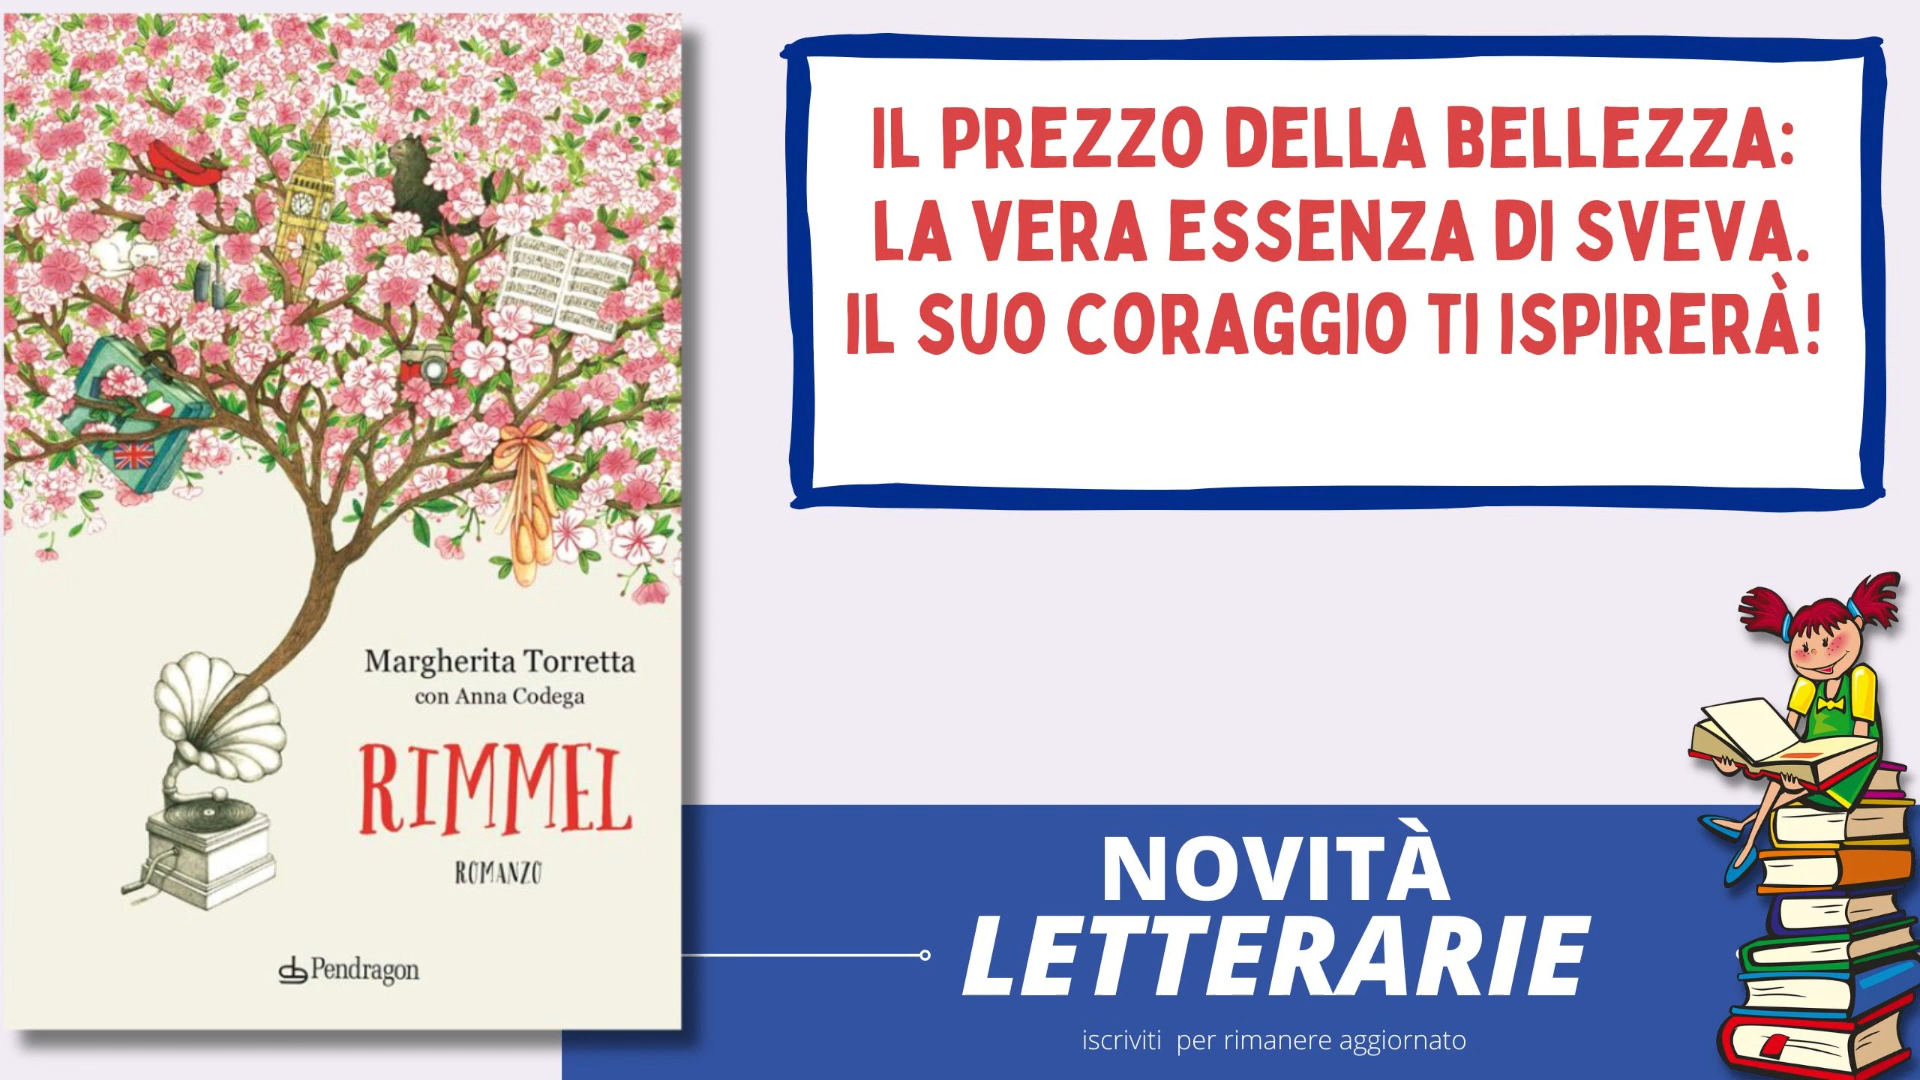 Margherita Torretta
con Anna Codega
RIMMEL
ROMANZO
Pendragon
IL PREZZO DELLA BELLEZZA:
LA VERA ESSENZA DI SVEVA.
IL SUO CORAGGIO TI ISPIRERÀ!
NOVITÀ
LETTERARIE
iscriviti per rimanere aggiornato